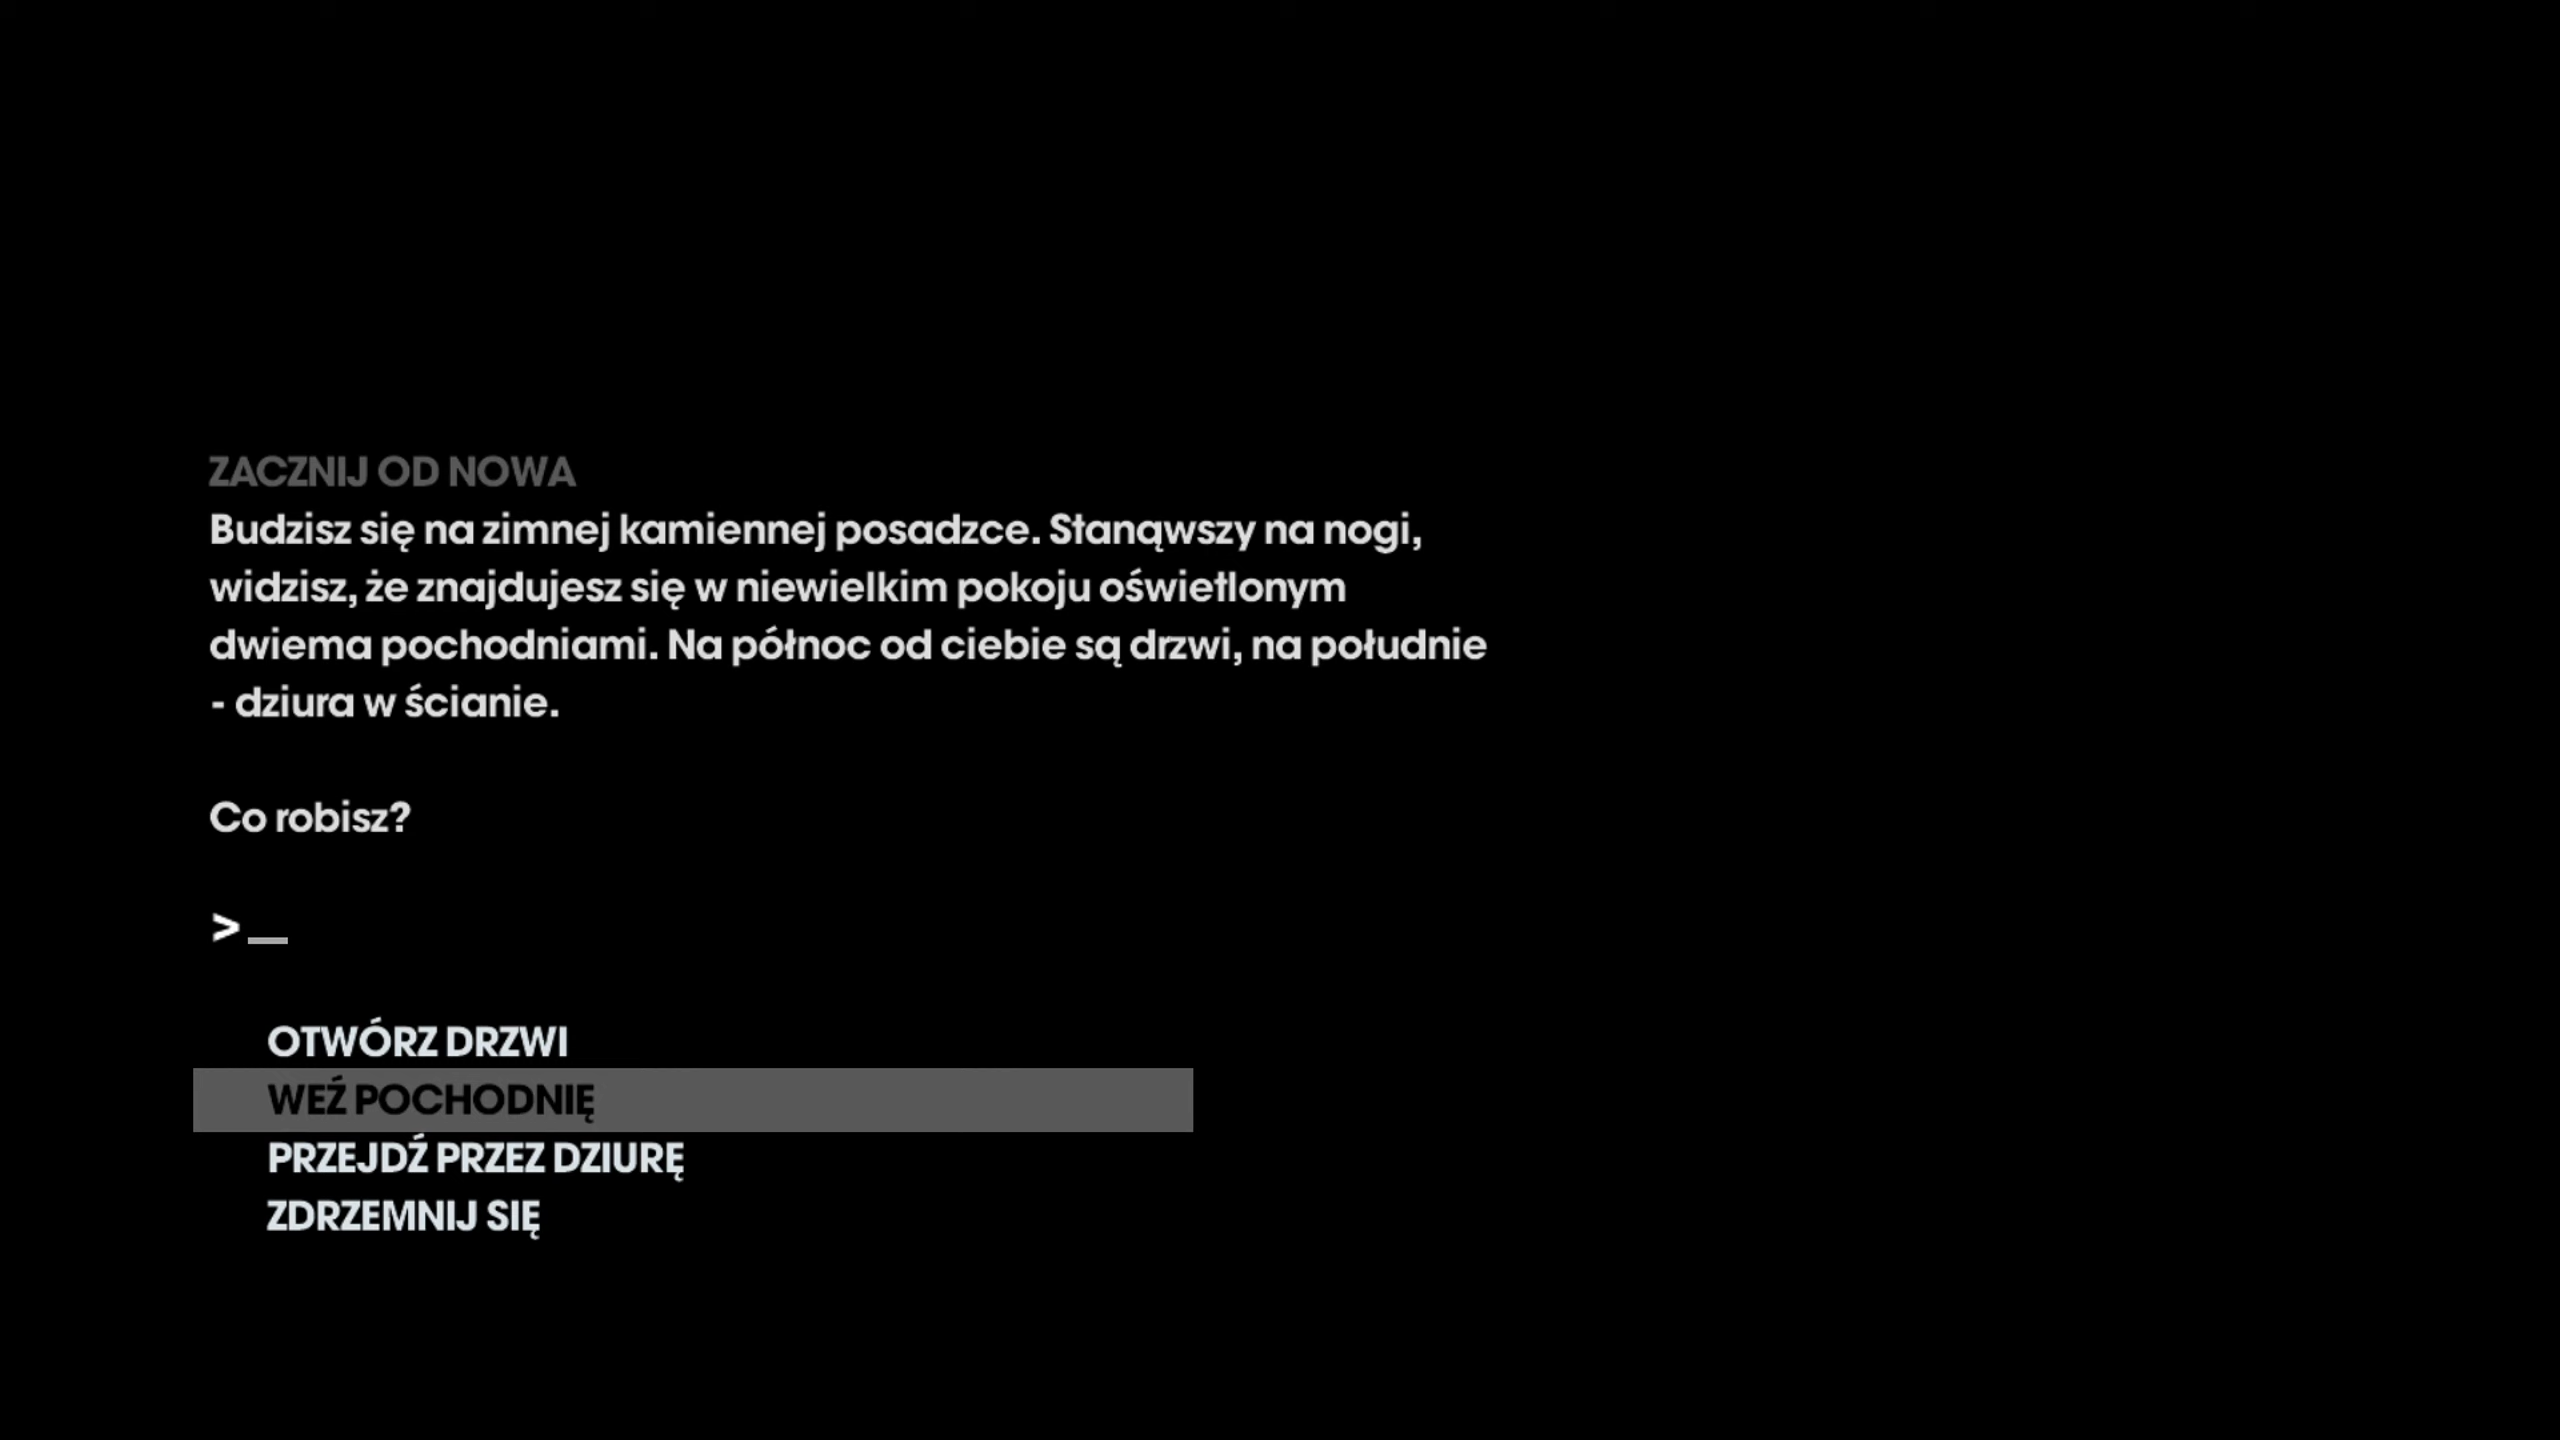 ZACZNIJ OD NOWA
Budzisz się na zimnej kamiennej posadzce. Stanąwszy na nogi,
widzisz, że znajdujesz się w niewielkim pokoju oświetlonym
dwiema pochodniami. Na północ od ciebie są drzwi, na południe
- dziura w ścianie.
Co robisz?
>_
OTWÓRZ DRZWI
WEŹ POCHODNIĘ
PRZEJDŹ PRZEZ DZIURĘ
ZDRZEMNIJ SIĘ